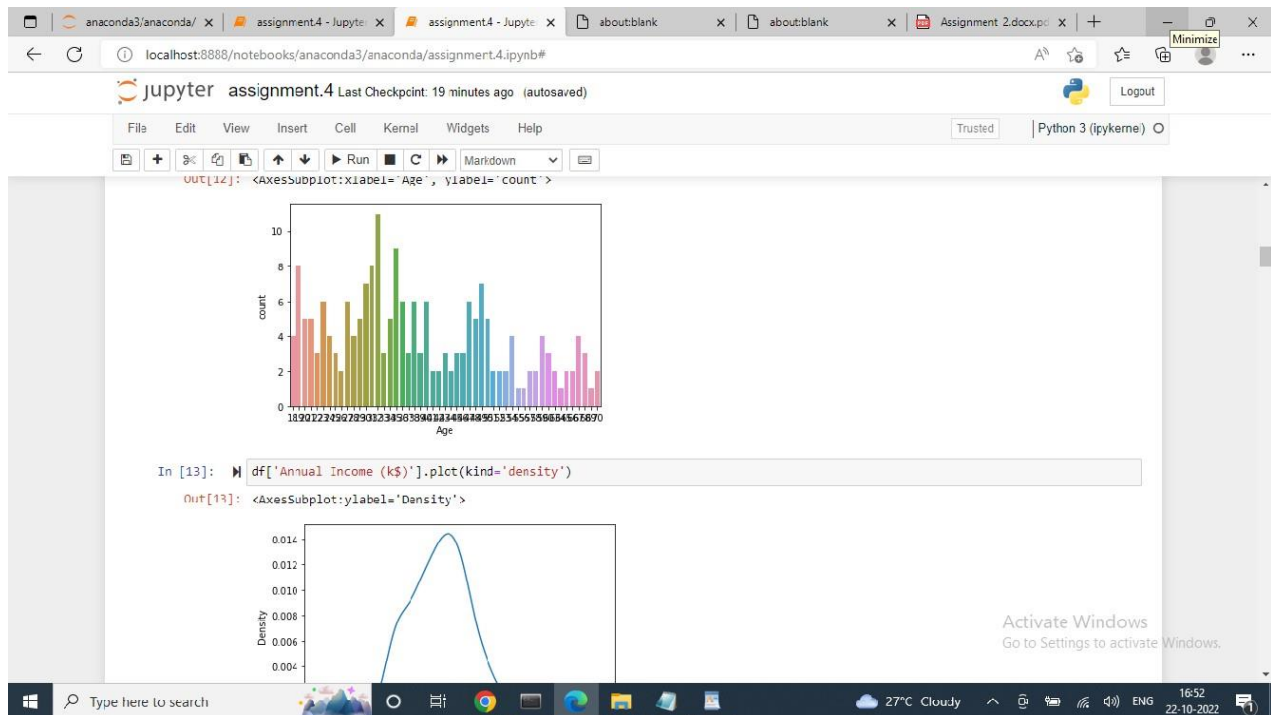 anaconda3/anaconda/
assignment.4 - Jupyte
assignment.4 - Jupyte
about:blank
about:blank
Assignment 2.docx.pd
Minimize
localhost:8888/notebooks/anaconda3/anaconda/assignment.4.ipynb#
jupyter assignment.4 Last Checkpoint: 19 minutes ago (autosaved)
Logout
File Edit View Insert Cell Kernel Widgets Help
Trusted Python 3 (ipykernel)
Run Markdown
Out[12]: <AxesSubplot:xlabel='Age', ylabel='count'>
10
8
6
4
2
0
count
Age
In [13]: df['Annual Income (k$)'].plot(kind='density')
Out[13]: <AxesSubplot:ylabel='Density'>
0.014
0.012
0.010
0.008
0.006
0.004
Density
Activate Windows
Go to Settings to activate Windows.
Type here to search
27°C Cloudy
ENG
16:52
22-10-2022